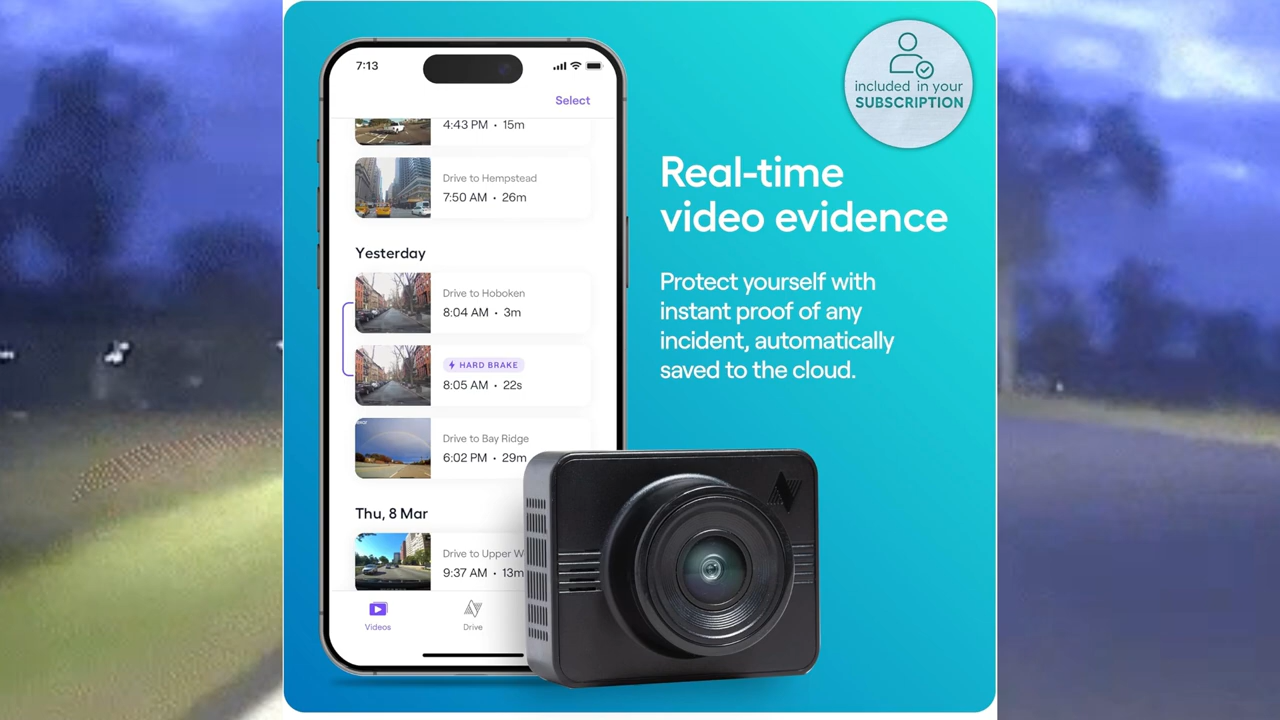 7:13
Select
4:43 PM • 15m
Drive to Hempstead
7:50 AM • 26m
Yesterday
Drive to Hoboken
8:04 AM • 3m
HARD BRAKE
8:05 AM • 22s
Drive to Bay Ridge
6:02 PM • 29m
Thu, 8 Mar
Drive to Upper W
9:37 AM • 13m
Videos
Drive
included in your
SUBSCRIPTION
Real-time
video evidence
Protect yourself with
instant proof of any
incident, automatically
saved to the cloud.